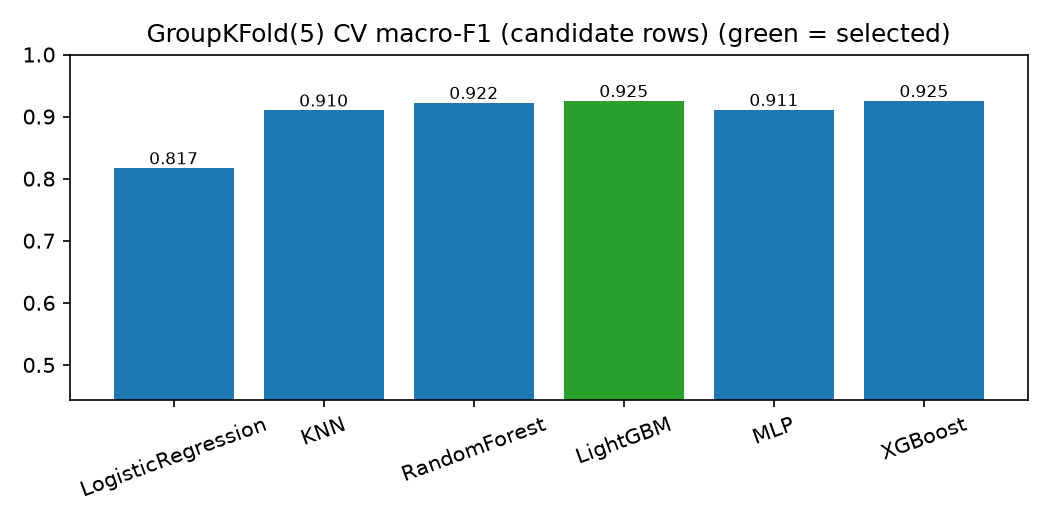 GroupKFold(5) CV macro-F1 (candidate rows) (green = selected)
1.0
0.9
0.8
0.7
0.6
0.5
0.817
0.910
0.922
0.925
0.911
0.925
LogisticRegression
KNN
RandomForest
LightGBM
MLP
XGBoost